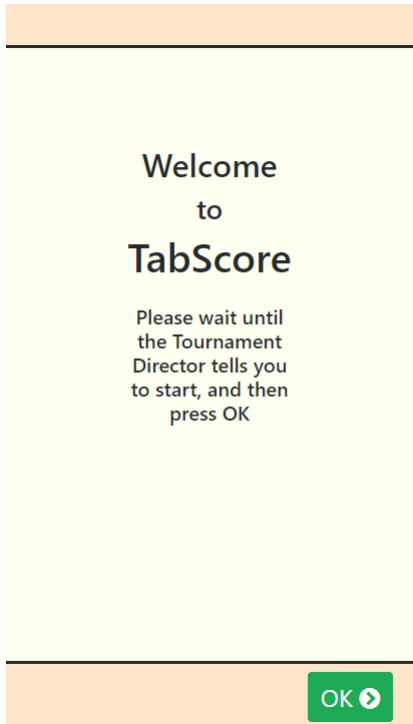 Welcome
to
TabScore
Please wait until
the Tournament
Director tells you
to start, and then
press OK
OK